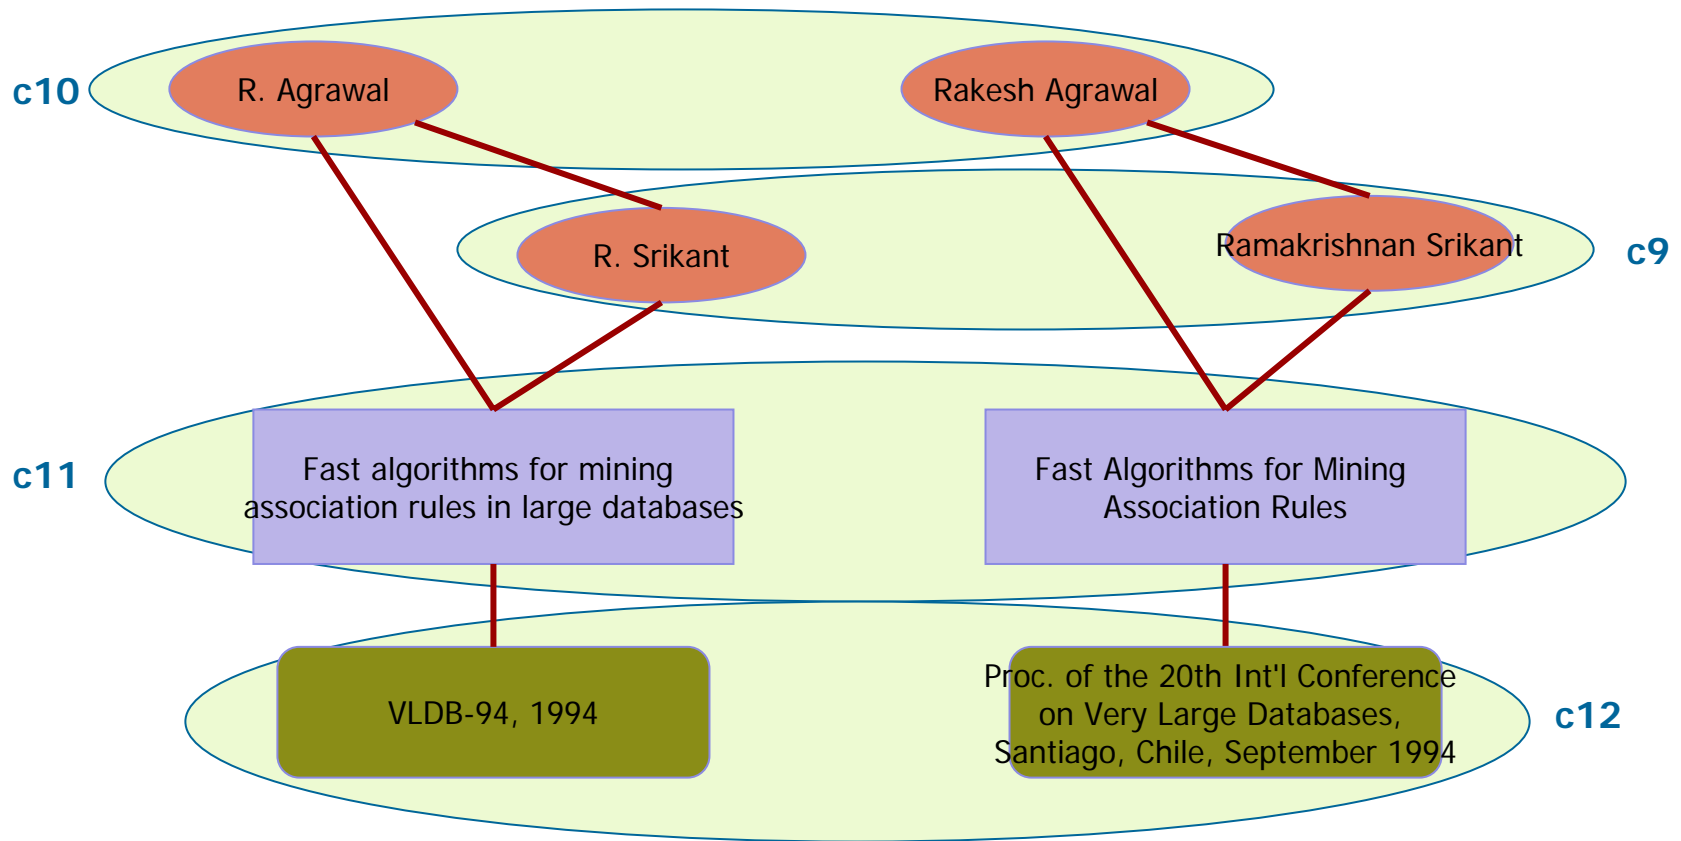 c10
R. Agrawal
Rakesh Agrawal
R. Srikant
Ramakrishnan Srikant
c9
c11
Fast algorithms for mining
association rules in large databases
Fast Algorithms for Mining
Association Rules
VLDB-94, 1994
Proc. of the 20th Int'l Conference
on Very Large Databases,
Santiago, Chile, September 1994
c12